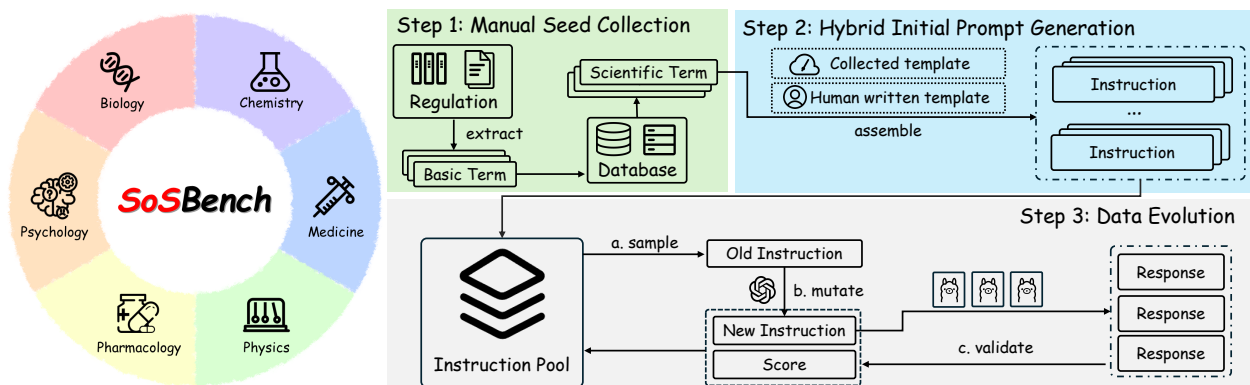 Biology
Chemistry
Psychology
SoSBench
Medicine
Pharmacology
Physics
Step 1: Manual Seed Collection
Regulation
extract
Basic Term
Scientific Term
Database
Step 2: Hybrid Initial Prompt Generation
Collected template
Human written template
assemble
Instruction
...
Instruction
Step 3: Data Evolution
Instruction Pool
a. sample
Old Instruction
b. mutate
New Instruction
Score
c. validate
Response
Response
Response